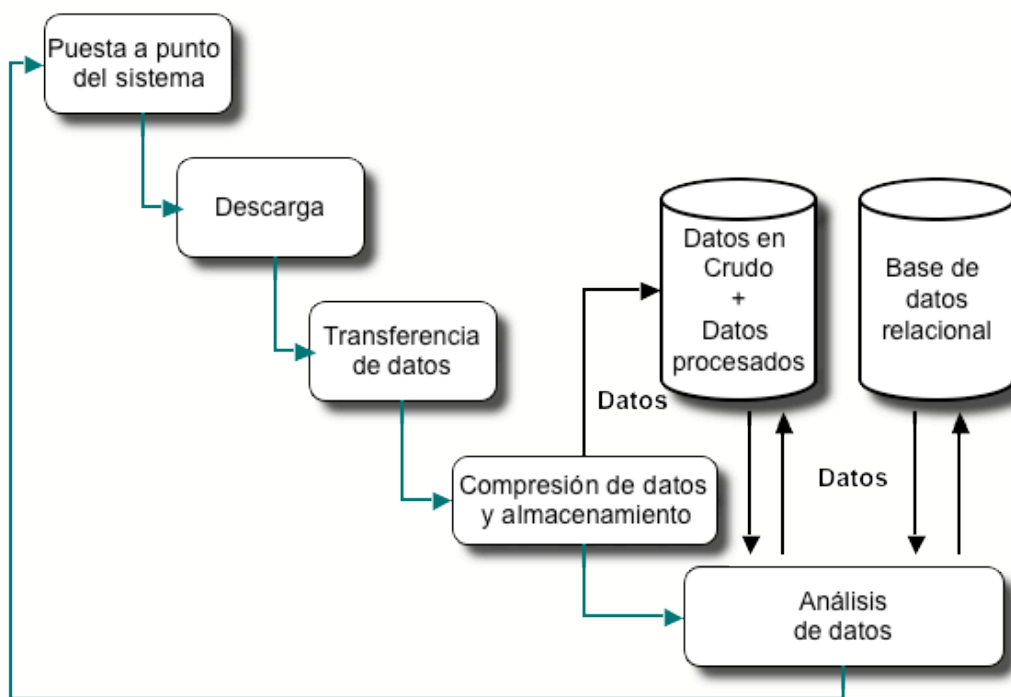 Puesta a punto
del sistema
Descarga
Transferencia
de datos
Compresión de datos
y almacenamiento
Datos
Datos en
Crudo
+
Datos
procesados
Base de
datos
relacional
Datos
Análisis
de datos